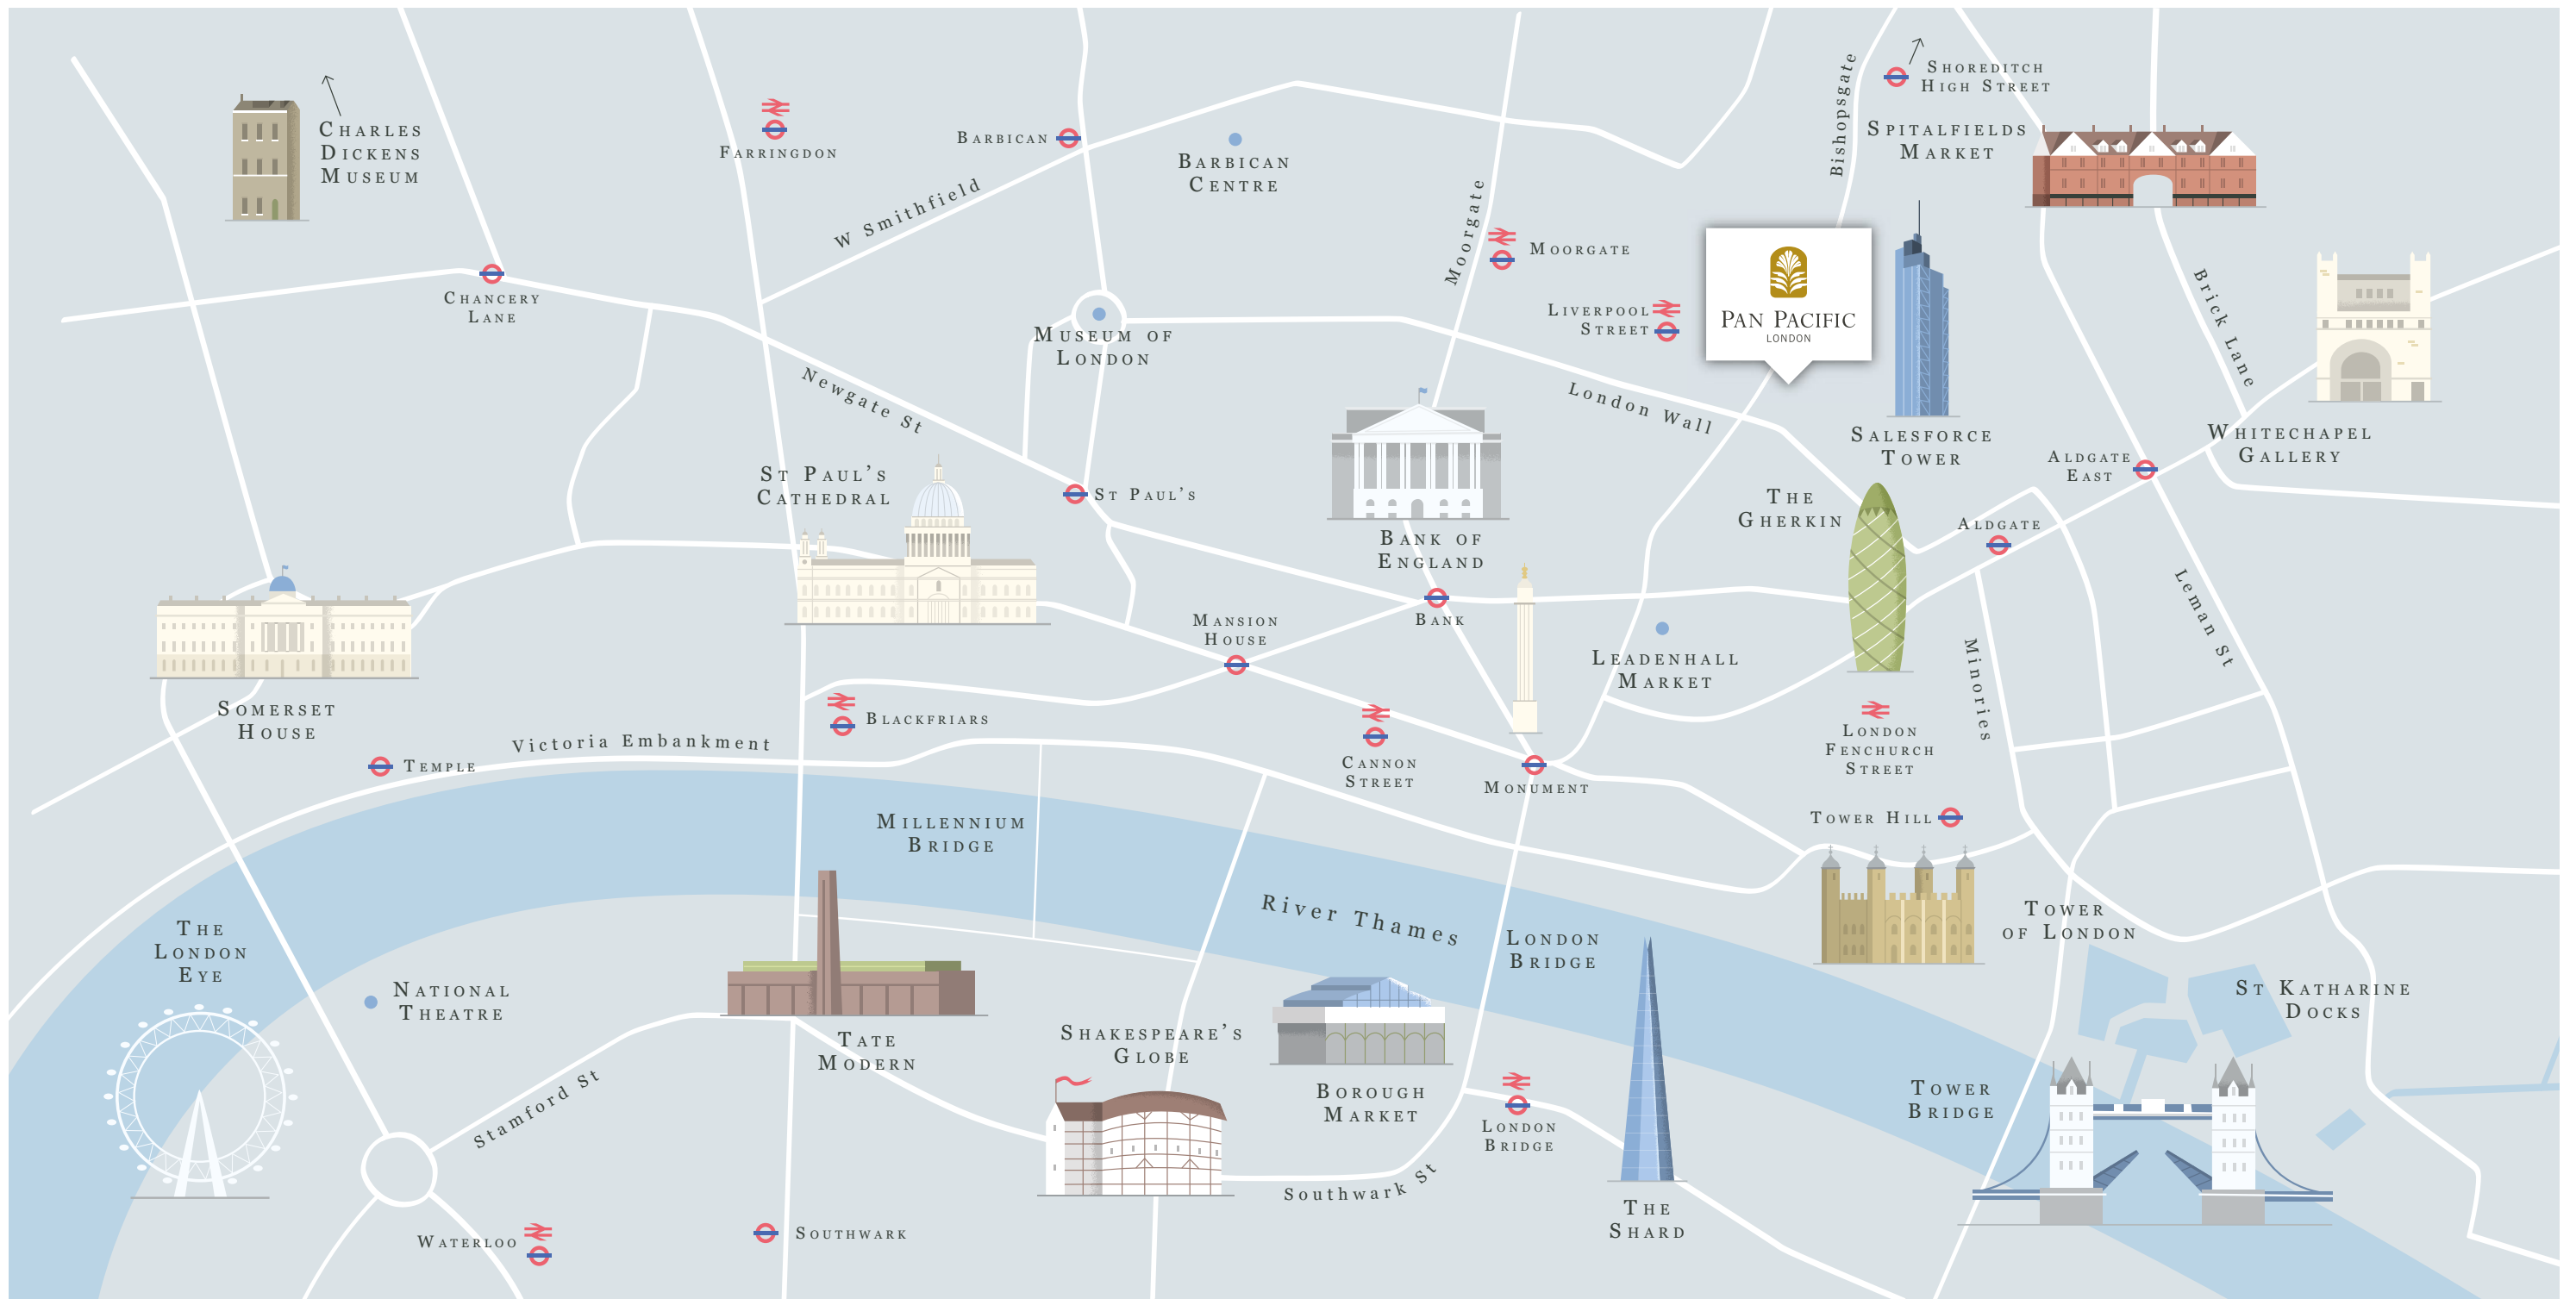 Bishopsgate
Shoreditch
High Street
Charles
Dickens
Museum
Farringdon
Barbican
Barbican
Centre
Spitalfields
Market
W Smithfield
Moorgate
Moorgate
Chancery
Lane
Liverpool
Street
Pan Pacific
London
Museum of
London
Brick Lane
Newgate St
London Wall
Salesforce
Tower
Whitechapel
Gallery
Aldgate
East
St Paul's
Cathedral
St Paul's
The
Gherkin
Aldgate
Bank of
England
Bank
Mansion
House
Leadenhall
Market
Minories
Leman St
Somerset
House
Blackfriars
Victoria Embankment
Temple
Cannon
Street
Monument
London
Fenchurch
Street
Tower Hill
Millennium
Bridge
River Thames
London
Bridge
Tower
of London
The
London
Eye
National
Theatre
St Katharine
Docks
Tate
Modern
Shakespeare's
Globe
Borough
Market
London
Bridge
Tower
Bridge
Stamford St
Southwark St
The
Shard
Waterloo
Southwark